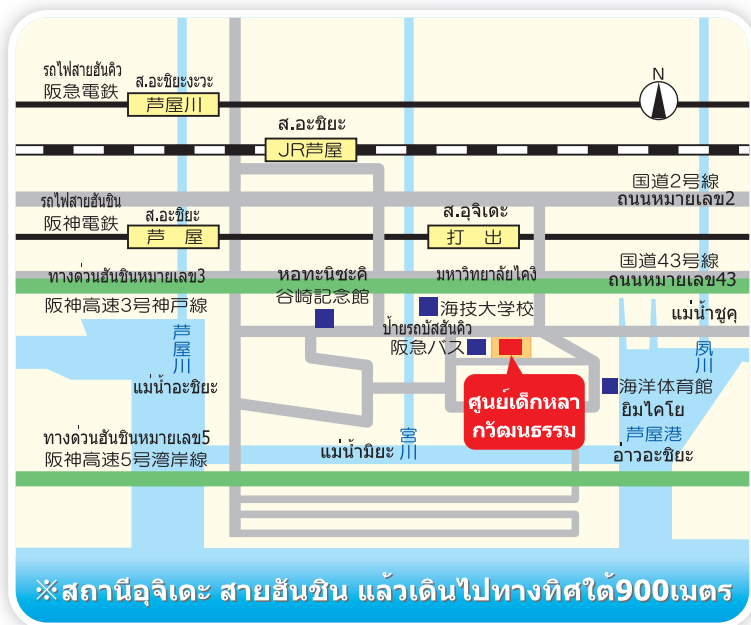 รถไฟสายฮันคิว
阪急電鉄
ส.อะชิยะงะวะ
芦屋川
N
ส.อะชิยะ
JR芦屋
国道2号線
ถนนหมายเลข2
รถไฟสายฮันชิน
阪神電鉄
ส.อะชิยะ
芦屋
ส.อุจิเดะ
打出
国道43号線
ถนนหมายเลข43
ทางด่วนฮันชินหมายเลข3
阪神高速3号神戸線
หอทะนิซะคิ
谷崎記念館
มหาวิทยาลัยไคงิ
海技大学校
แม่น้ำชูคุ
夙川
ป้ายรถบัสฮันคิว
阪急バス
芦屋川
แม่น้ำอะชิยะ
ศูนย์เด็กหลา
กวัฒนธรรม
海洋体育館
ยิมไคโย
芦屋港
อ่าวอะชิยะ
ทางด่วนฮันชินหมายเลข5
阪神高速5号湾岸線
แม่น้ำมิยะ
宮川
※สถานีอุจิเดะ สายฮันชิน แล้วเดินไปทางทิศใต้900เมตร